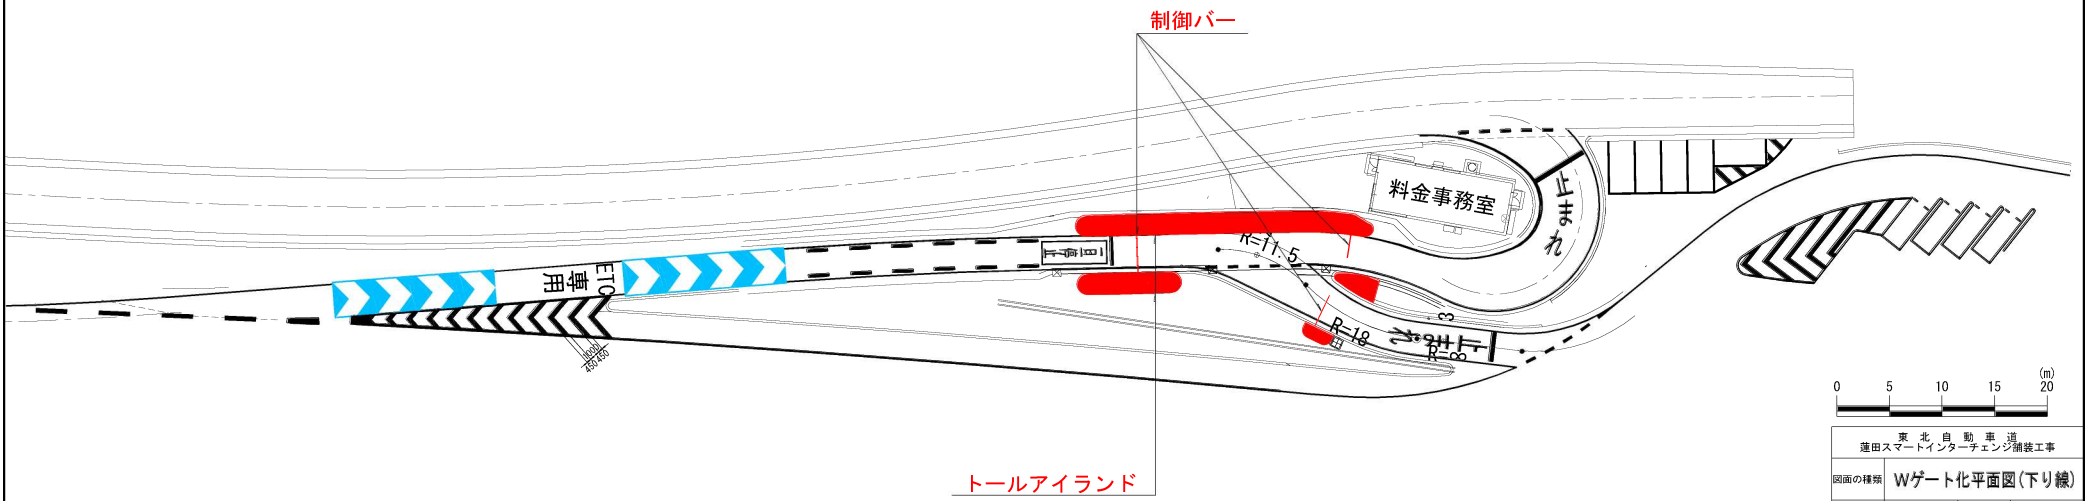 制御バー
料金事務室
止まれ
R=11.5
一旦停止
ETC
専用
3
R=18
止まれ
R=∞
1000
450
450
(m)
0 5 10 15 20
トールアイランド
東北自動車道
蓮田スマートインターチェンジ舗装工事
図面の種類 Wゲート化平面図(下り線)